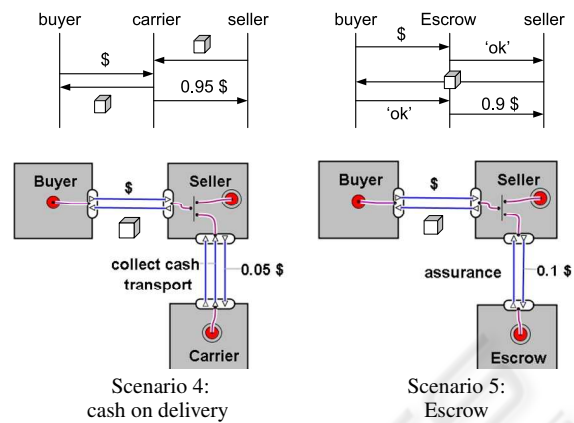 buyer carrier seller
$
0.95 $
buyer Escrow seller
$
'ok'
'ok'
0.9 $
Buyer $ Seller
collect cash
transport
0.05 $
Carrier
Buyer $ Seller
assurance
0.1 $
Escrow
Scenario 4:
cash on delivery
Scenario 5:
Escrow